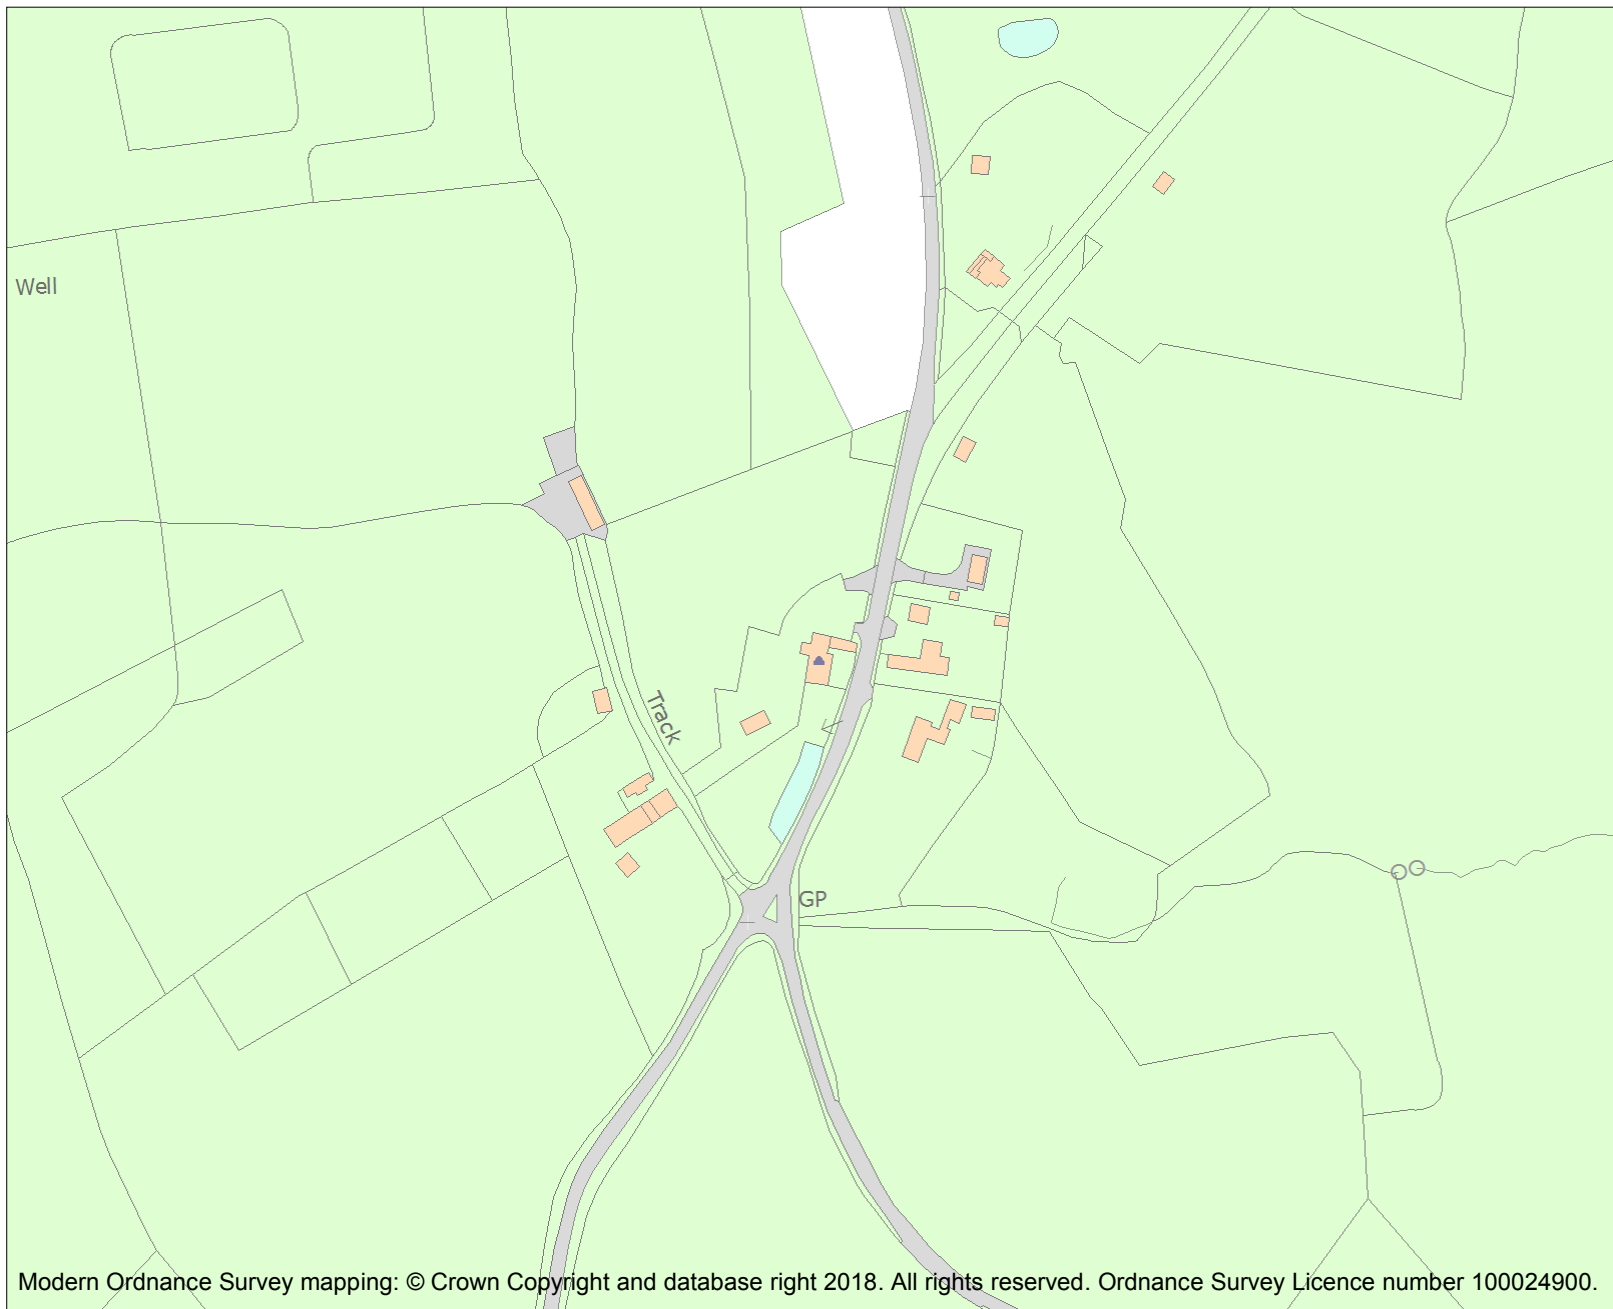 Well
Track
GP
Modern Ordnance Survey mapping: © Crown Copyright and database right 2018. All rights reserved. Ordnance Survey Licence number 100024900.